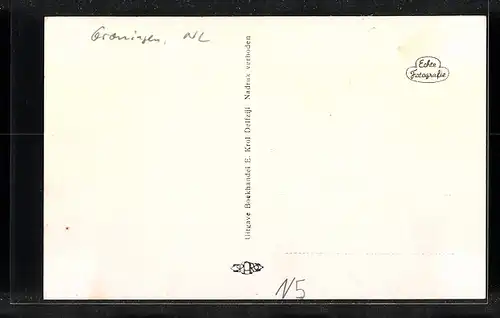 Groningen, NL
Echte
Fotografie
Uitgave Boekhandel E. Krol Delfzijl Nadruk verboden
N5